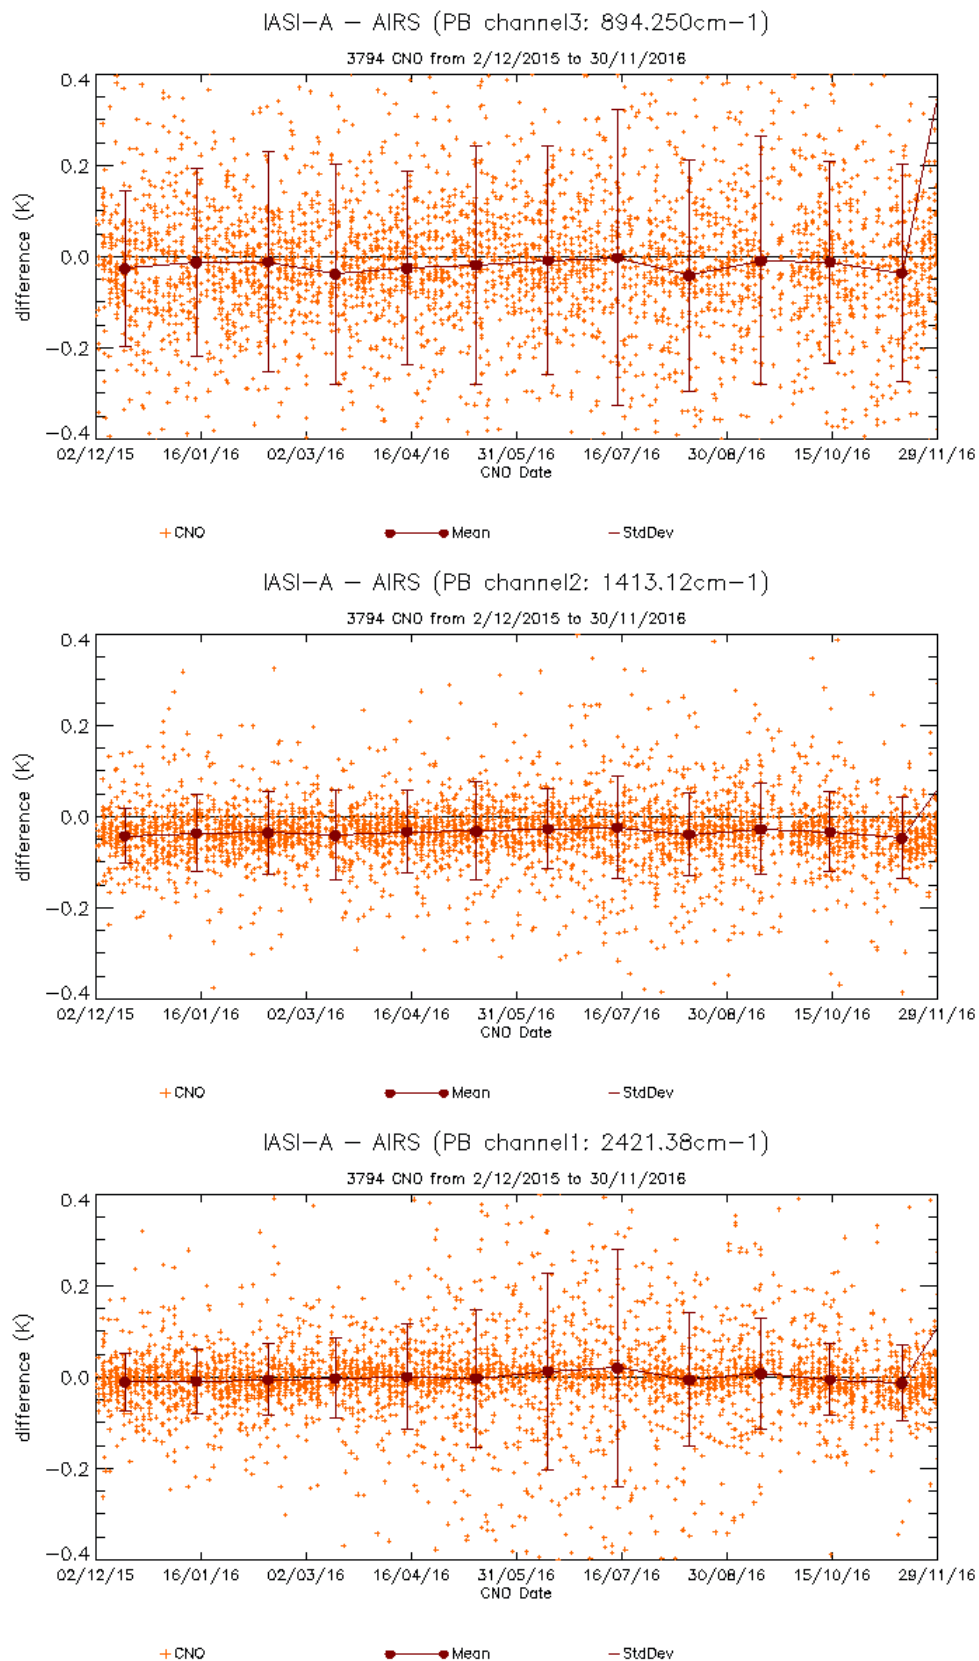 IASI-A - AIRS (PB channel3: 894.250cm-1)
3794 CNO from 2/12/2015 to 30/11/2016
0.4
0.2
0.0
-0.2
-0.4
difference (K)
02/12/15 16/01/16 02/03/16 16/04/16 31/05/16 16/07/16 30/08/16 15/10/16 29/11/16
CNO Date
CNO Mean StdDev
IASI-A - AIRS (PB channel2: 1413.12cm-1)
3794 CNO from 2/12/2015 to 30/11/2016
0.4
0.2
0.0
-0.2
-0.4
difference (K)
02/12/15 16/01/16 02/03/16 16/04/16 31/05/16 16/07/16 30/08/16 15/10/16 29/11/16
CNO Date
CNO Mean StdDev
IASI-A - AIRS (PB channel1: 2421.38cm-1)
3794 CNO from 2/12/2015 to 30/11/2016
0.4
0.2
0.0
-0.2
-0.4
difference (K)
02/12/15 16/01/16 02/03/16 16/04/16 31/05/16 16/07/16 30/08/16 15/10/16 29/11/16
CNO Date
CNO Mean StdDev